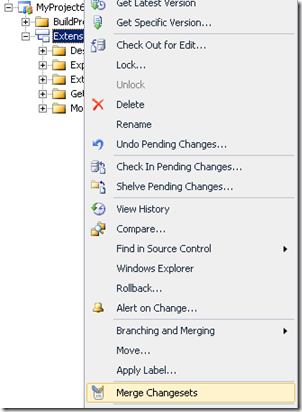 MyProject6
Get Latest Version
BuildPro
Get Specific Version...
Extens
Check Out for Edit...
Des
Lock...
Exp
Unlock
Ext
Delete
Get
Rename
Mo
Undo Pending Changes...
Check In Pending Changes...
Shelve Pending Changes...
View History
Compare...
Find in Source Control
Windows Explorer
Rollback...
Alert on Change...
Branching and Merging
Move...
Apply Label...
Merge Changesets